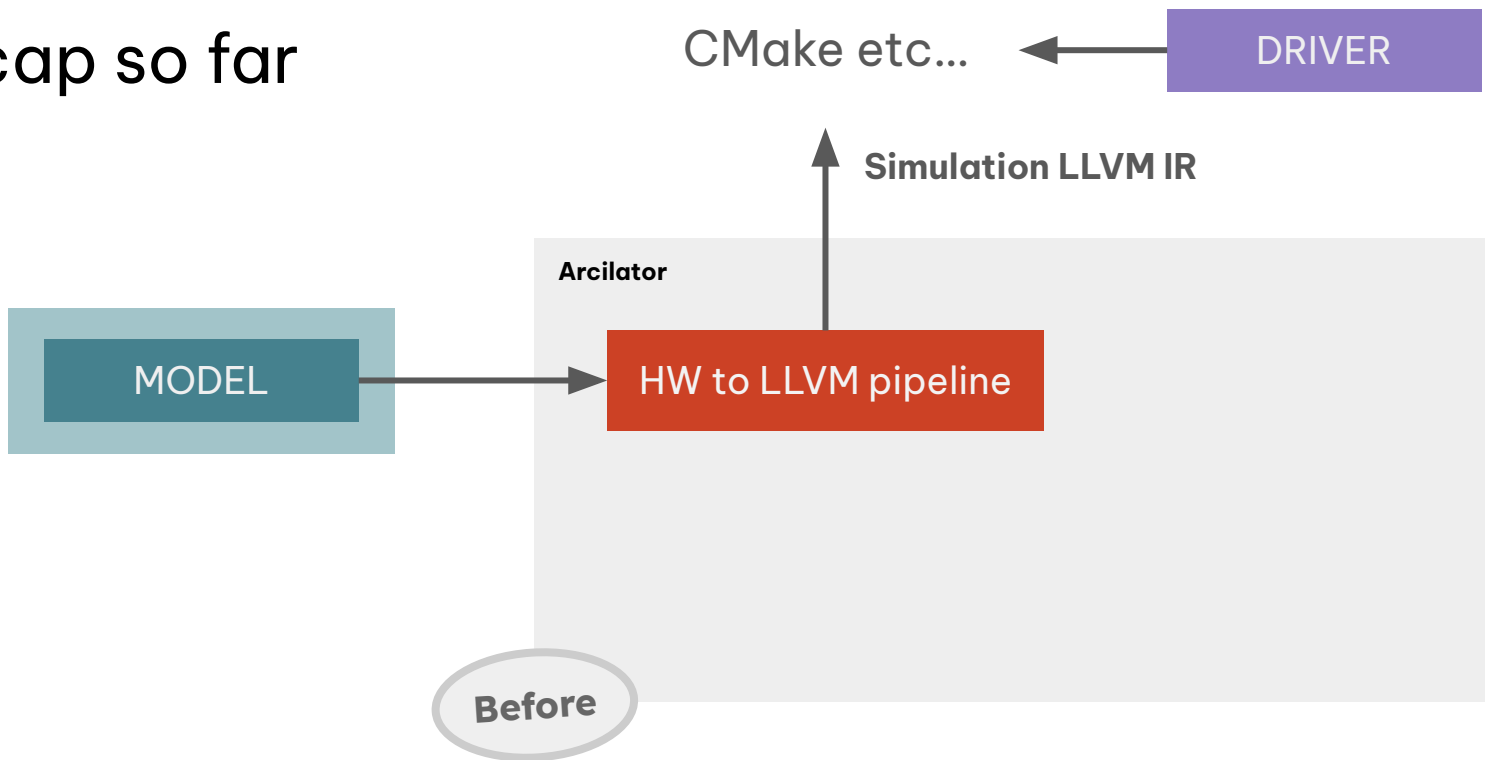 cap so far
CMake etc...
DRIVER
Simulation LLVM IR
Arcilator
MODEL
HW to LLVM pipeline
Before